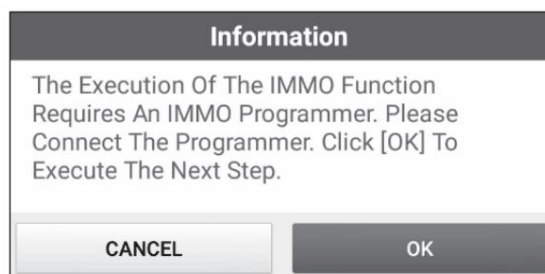 Information
The Execution Of The IMMO Function
Requires An IMMO Programmer. Please
Connect The Programmer. Click [OK] To
Execute The Next Step.
CANCEL
OK